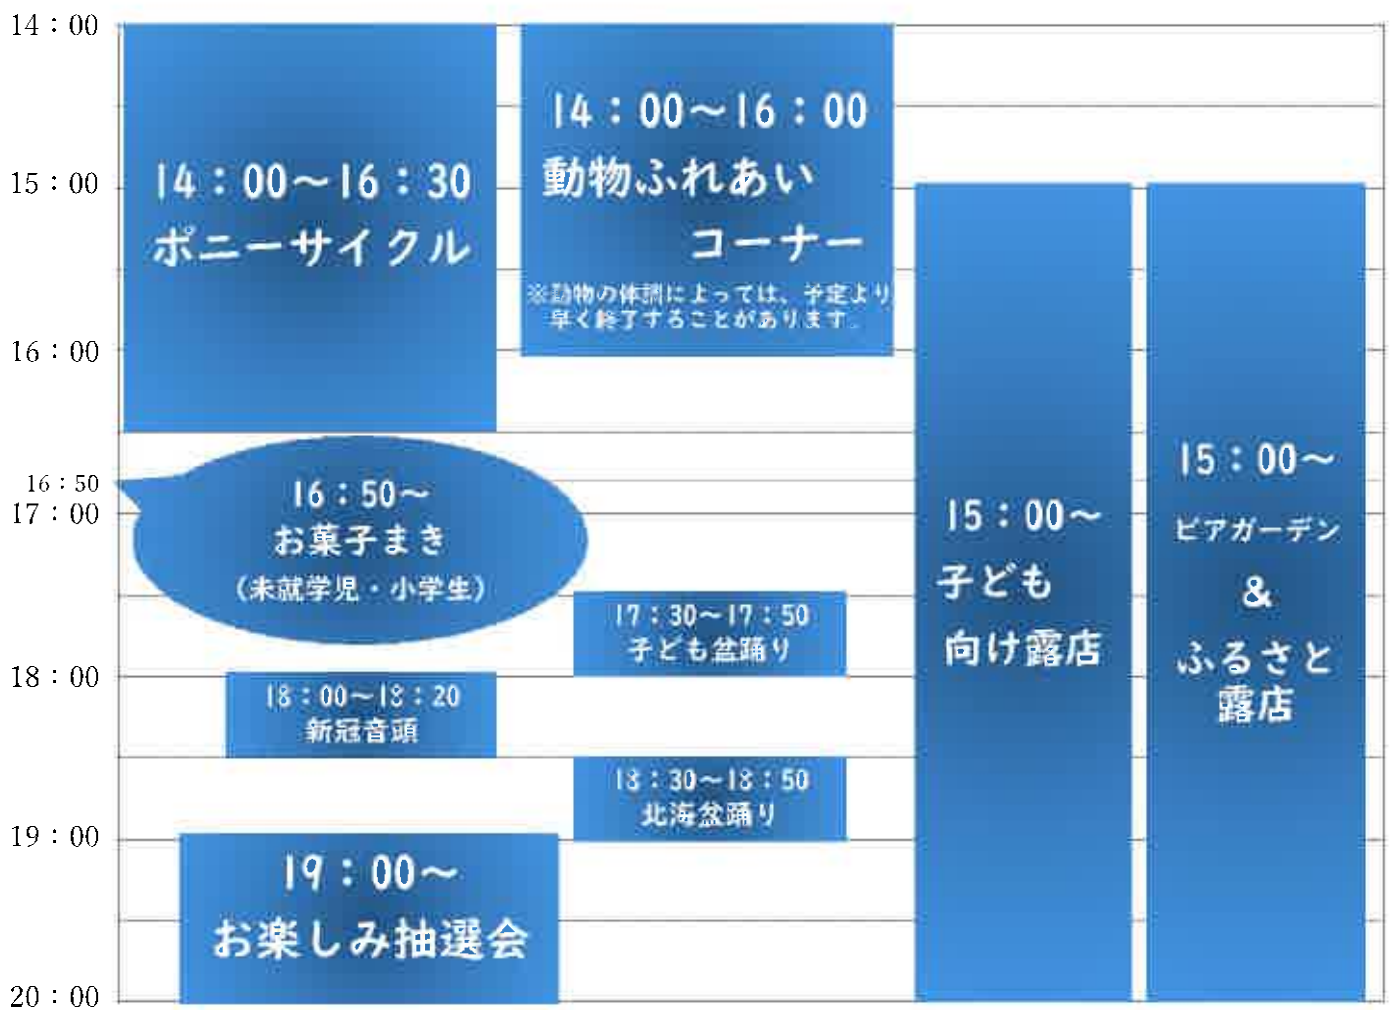 14：00
15：00
16：00
16：50
17：00
18：00
19：00
20：00
14：00～16：30
ポニーサイクル
14：00～16：00
動物ふれあい
コーナー
※動物の体調によっては、予定より
早く終了することがあります。
16：50～
お菓子まき
（未就学児・小学生）
17：30～17：50
子ども盆踊り
18：00～18：20
新冠音頭
18：30～18：50
北海盆踊り
19：00～
お楽しみ抽選会
15：00～
子ども
向け露店
15：00～
ビアガーデン
&
ふるさと
露店